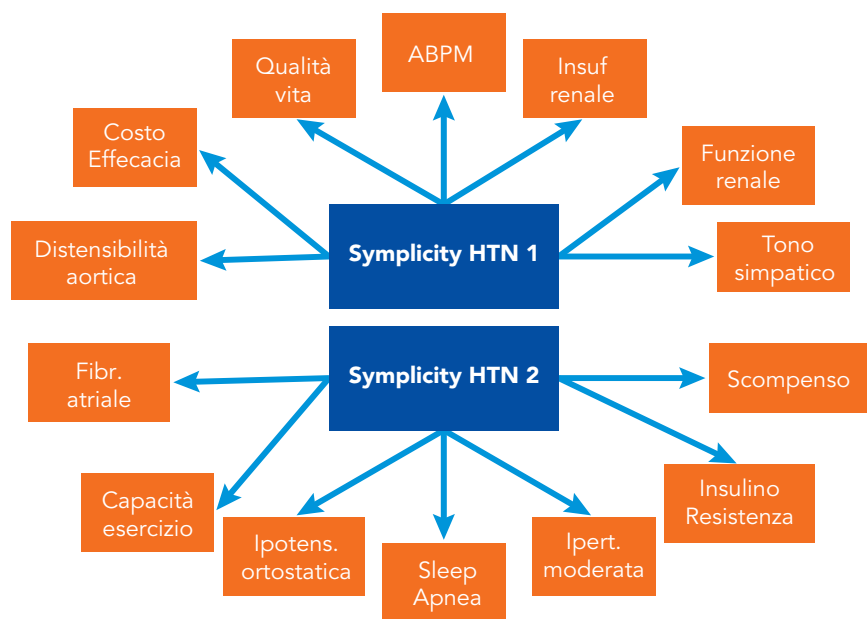 ABPM
Qualità
vita
Insuf
renale
Costo
Effecacia
Funzione
renale
Distensibilità
aortica
Symplicity HTN 1
Tono
simpatico
Fibr.
atriale
Symplicity HTN 2
Scompenso
Capacità
esercizio
Insulino
Resistenza
Ipotens.
ortostatica
Sleep
Apnea
Ipert.
moderata